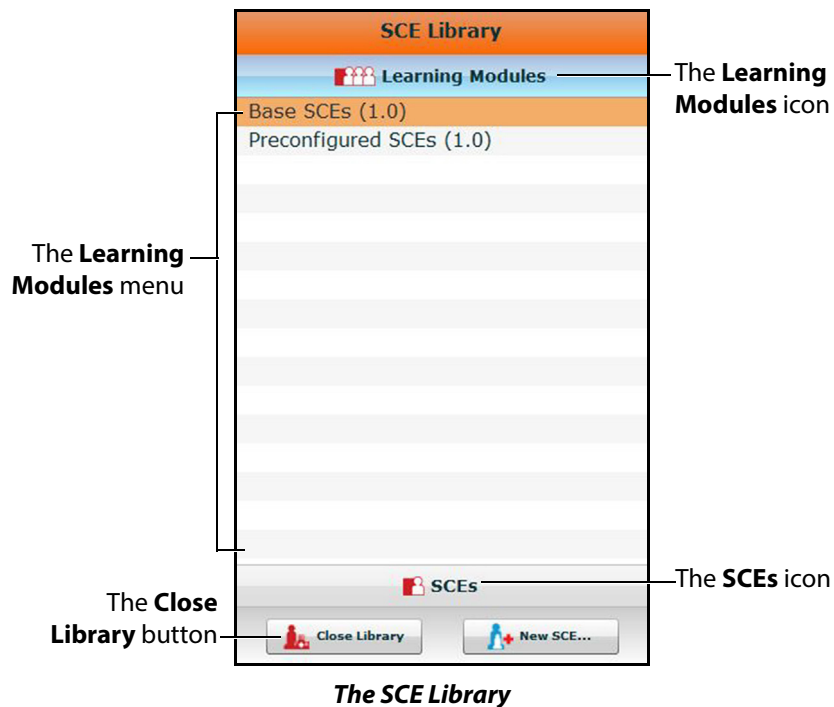 SCE Library
Learning Modules
The Learning
Modules icon
Base SCEs (1.0)
Preconfigured SCEs (1.0)
The Learning
Modules menu
SCEs
The SCEs icon
The Close
Library button
Close Library
New SCE...
The SCE Library